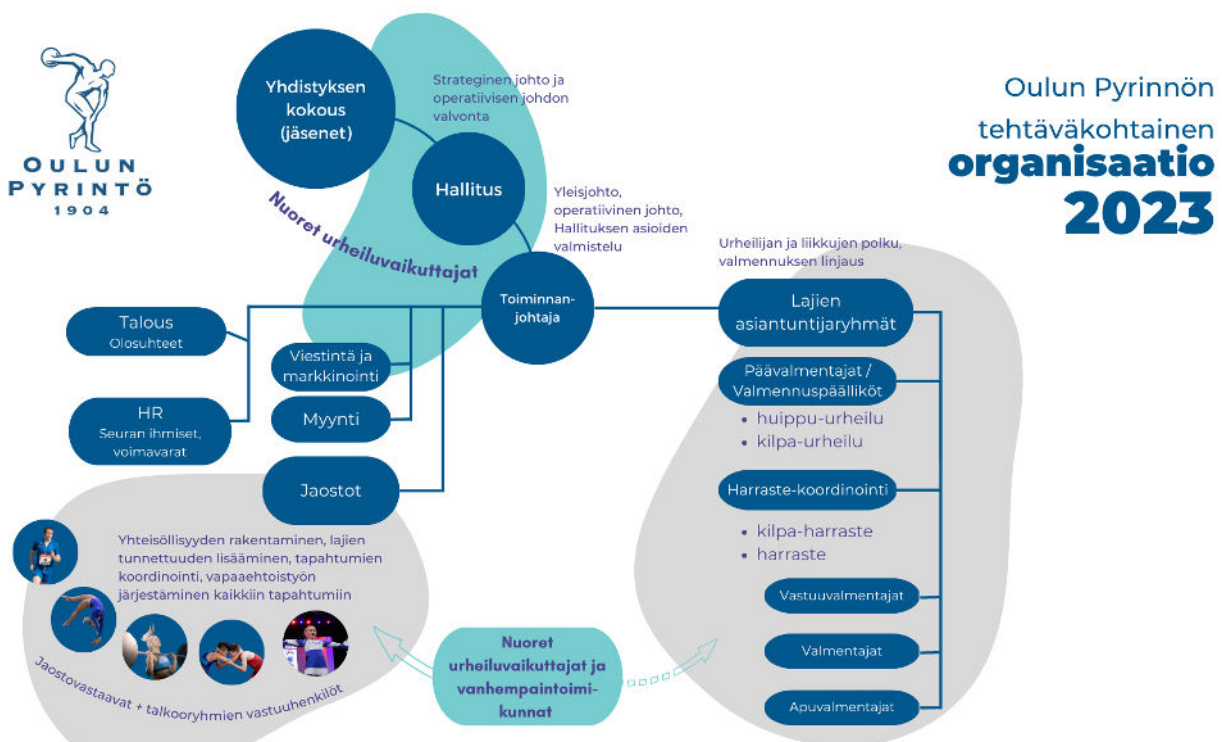 OULUN
PYRINTÖ
1904
Oulun Pyrinnön
tehtäväkohtainen
organisaatio
2023
Yhdistyksen
kokous
(jäsenet)
Strateginen johto ja
operatiivisen johdon
valvonta
Hallitus
Nuoret urheiluvaikuttajat
Yleisjohto,
operatiivinen johto,
Hallituksen asioiden
valmistelu
Toiminnan-
johtaja
Urheilijan ja liikkujen polku,
valmennuksen linjaus
Lajien
asiantuntijaryhmät
Talous
Olosuhteet
HR
Seuran ihmiset,
voimavarat
Viestintä ja
markkinointi
Myynti
Jaostot
Päävalmentajat /
Valmennuspäälliköt
• huippu-urheilu
• kilpa-urheilu
Harraste-koordinointi
• kilpa-harraste
• harraste
Vastuuvalmentajat
Valmentajat
Apuvalmentajat
Yhteisöllisyyden rakentaminen, lajien
tunnettuuden lisääminen, tapahtumien
koordinointi, vapaaehtoistyön
järjestäminen kaikkiin tapahtumiin
Jaostovastaavat + talkooryhmien vastuuhenkilöt
Nuoret
urheiluvaikuttajat ja
vanhempaintoimi-
kunnat